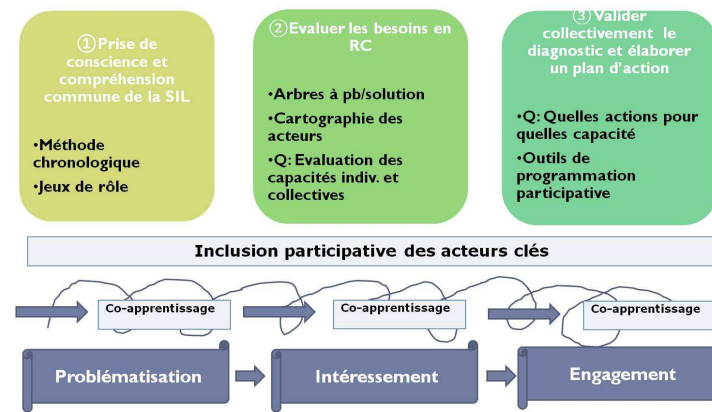 ①Prise de
conscience et
compréhension
commune de la SIL
•Méthode
chronologique
•Jeux de rôle
②Evaluer les besoins en
RC
•Arbres à pb/solution
•Cartographie des
acteurs
•Q: Evaluation des
capacités indiv. et
collectives
③ Valider
collectivement le
diagnostic et élaborer
un plan d’action
•Q: Quelles actions pour
quelles capacité
•Outils de
programmation
participative
Inclusion participative des acteurs clés
Co-apprentissage
Co-apprentissage
Co-apprentissage
Problématisation
Intéressement
Engagement